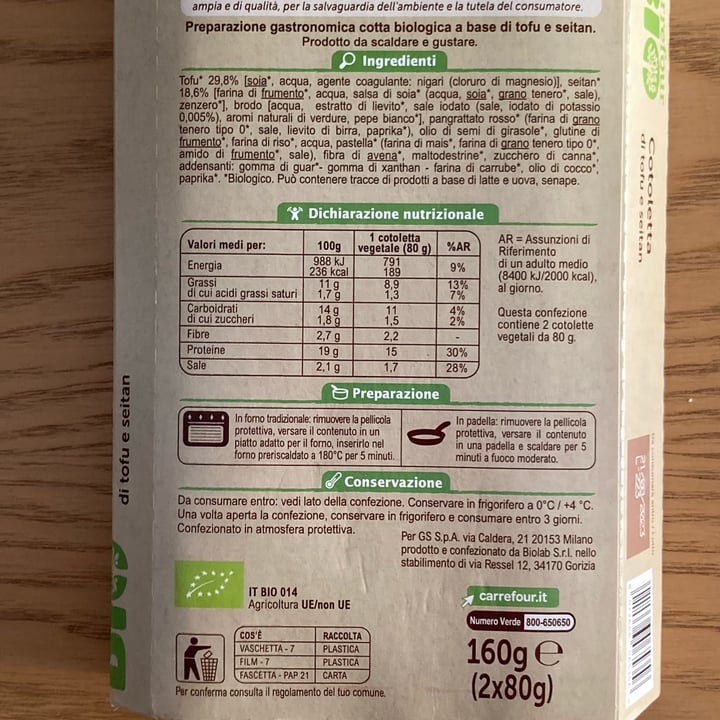 ampia e di qualità, per la salvaguardia dell'ambiente e la tutela del consumatore.
Preparazione gastronomica cotta biologica a base di tofu e seitan.
Prodotto da scaldare e gustare.
Ingredienti
Tofu* 29,8% [soia*, acqua, agente coagulante: nigari (cloruro di magnesio)], seitan*
18,6% [farina di frumento*, acqua, salsa di soia* (acqua, soia*, grano tenero*, sale),
zenzero*], brodo [acqua, estratto di lievito*, sale iodato (sale, iodato di potassio
0,005%), aromi naturali di verdure, pepe bianco*], pangrattato rosso* (farina di grano
tenero tipo 0*, sale, lievito di birra, paprika*), olio di semi di girasole*, glutine di
frumento*, farina di riso*, acqua, pastella* (farina di mais*, farina di grano tenero tipo 0*,
amido di frumento*, sale), fibra di avena*, maltodestrine*, zucchero di canna*,
addensanti: gomma di guar*- gomma di xanthan - farina di carrube*, olio di cocco*,
paprika*. *Biologico. Può contenere tracce di prodotti a base di latte e uova, senape.
Dichiarazione nutrizionale
Valori medi per: 100g 1 cotoletta vegetale (80 g) %AR
Energia 988 kJ 236 kcal 791 189 9%
Grassi 11 g 8,9 13%
di cui acidi grassi saturi 1,7 g 1,3 7%
Carboidrati 14 g 11 4%
di cui zuccheri 1,8 g 1,5 2%
Fibre 2,7 g 2,2 -
Proteine 19 g 15 30%
Sale 2,1 g 1,7 28%
AR = Assunzioni di
Riferimento
di un adulto medio
(8400 kJ/2000 kcal),
al giorno.
Questa confezione
contiene 2 cotolette
vegetali da 80 g.
Preparazione
In forno tradizionale: rimuovere la pellicola
protettiva, versare il contenuto in un
piatto adatto per il forno, inserirlo nel
forno preriscaldato a 180°C per 5 minuti.
In padella: rimuovere la pellicola
protettiva, versare il contenuto
in una padella e scaldare per 5
minuti a fuoco moderato.
Conservazione
Da consumare entro: vedi lato della confezione. Conservare in frigorifero a 0°C / +4 °C.
Una volta aperta la confezione, conservare in frigorifero e consumare entro 3 giorni.
Confezionato in atmosfera protettiva.
Per GS S.p.A. via Caldera, 21 20153 Milano
prodotto e confezionato da Biolab S.r.l. nello
stabilimento di via Ressel 12, 34170 Gorizia
IT BIO 014
Agricoltura UE/non UE
carrefour.it
Numero Verde 800-650650
COS'È RACCOLTA
VASCHETTA - 7 PLASTICA
FILM - 7 PLASTICA
FASCETTA - PAP 21 CARTA
Per conferma consulta il regolamento del tuo comune.
160g e
(2x80g)
di tofu e seitan
BIO
Cotoletta
di tofu e seitan